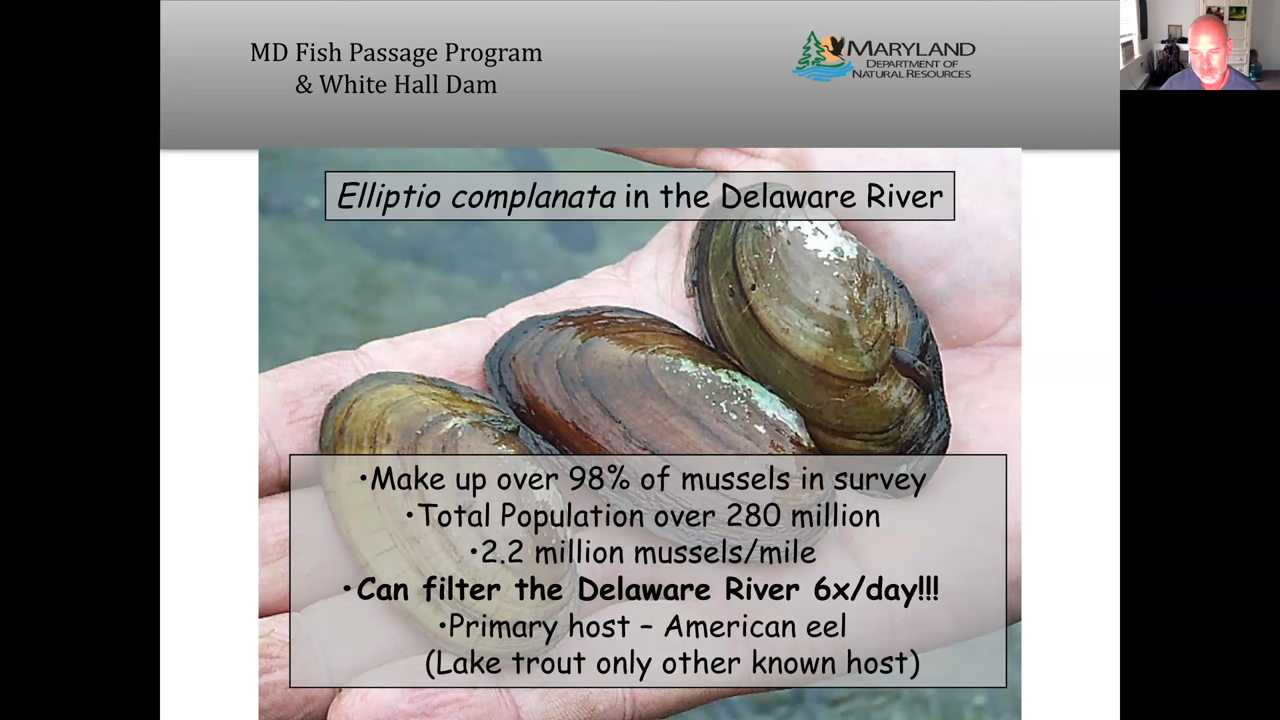 MD Fish Passage Program
& White Hall Dam
MARYLAND
DEPARTMENT OF
NATURAL RESOURCES
Elliptio complanata in the Delaware River
•Make up over 98% of mussels in survey
•Total Population over 280 million
•2.2 million mussels/mile
•Can filter the Delaware River 6x/day!!!
•Primary host – American eel
(Lake trout only other known host)